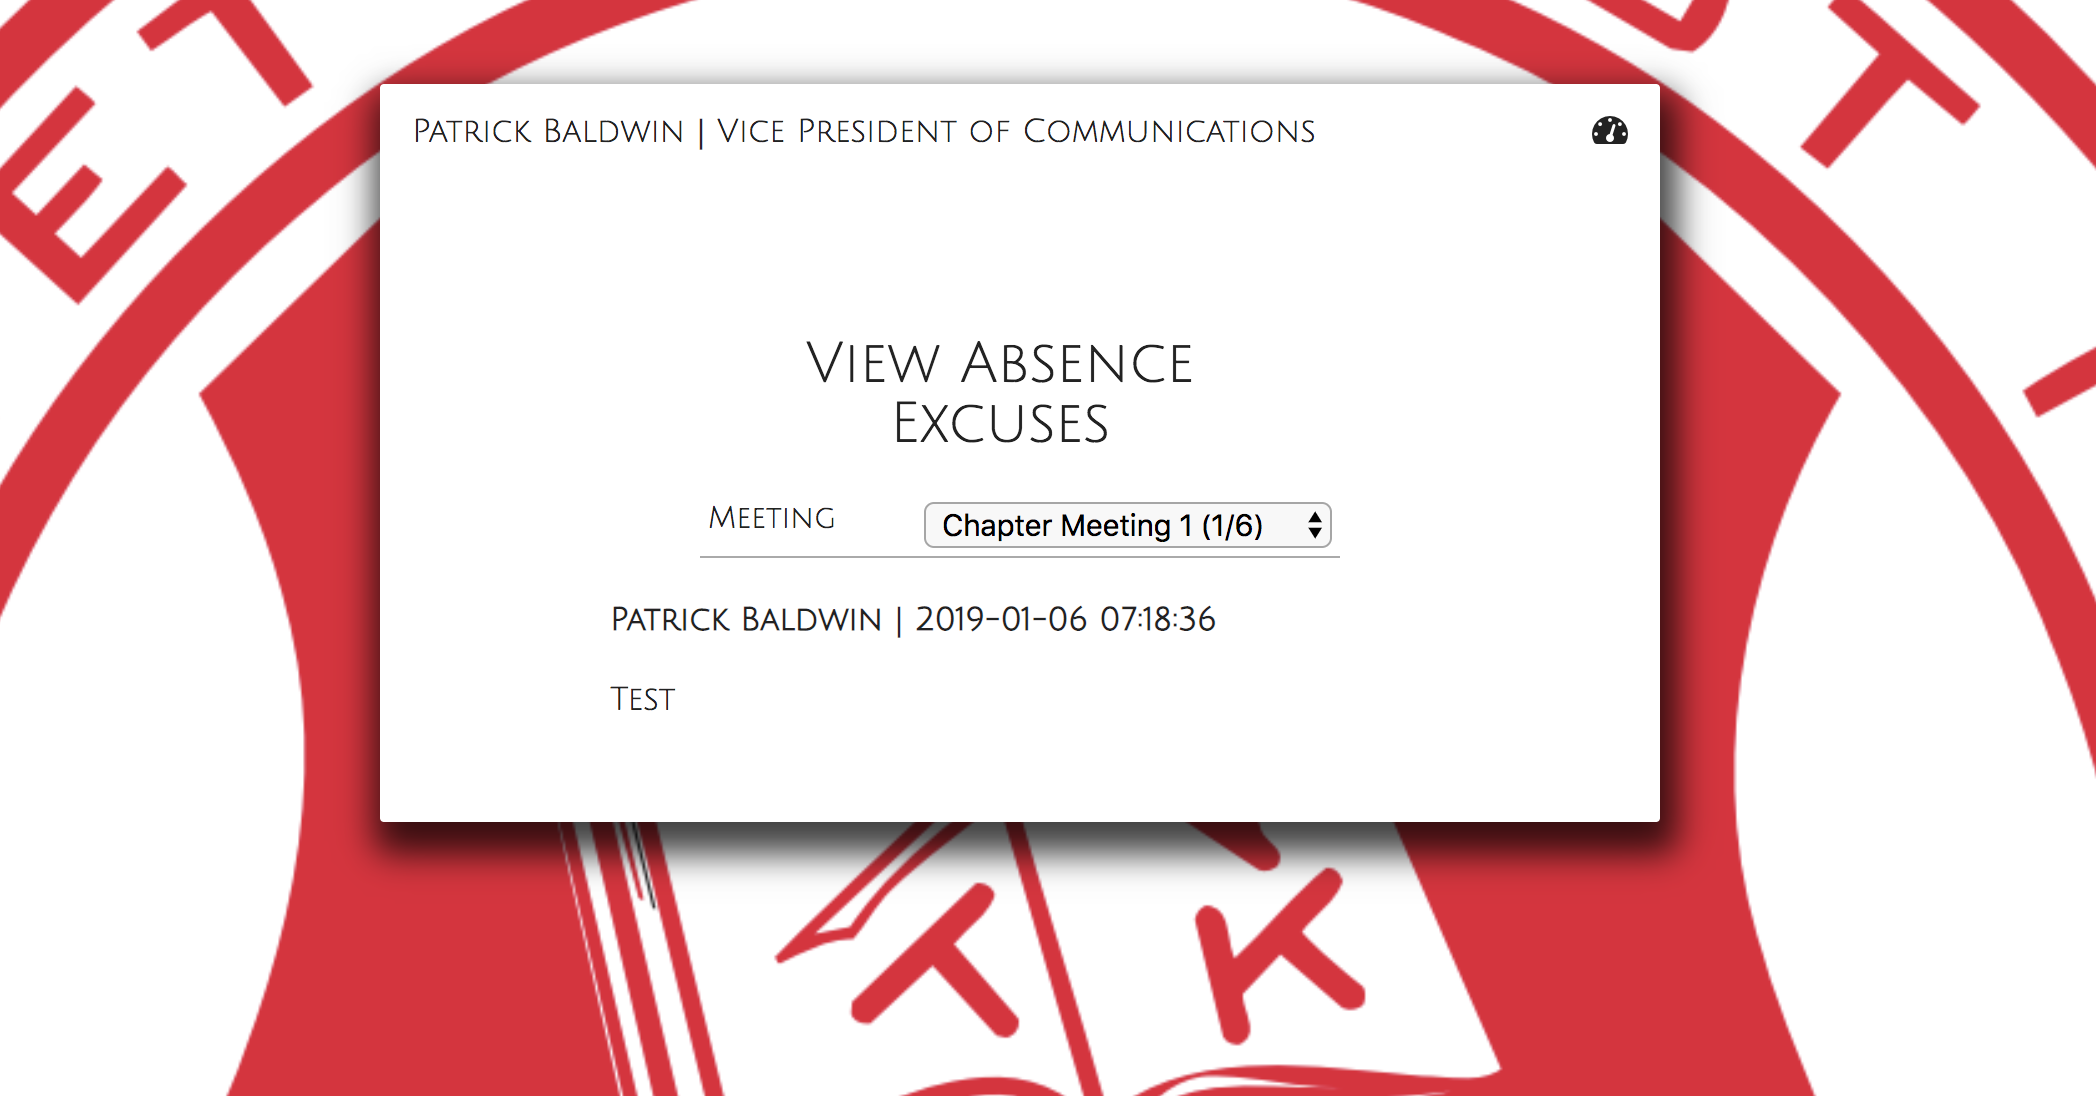 Patrick Baldwin | Vice President of Communications
View Absence
Excuses
Meeting
Chapter Meeting 1 (1/6)
Patrick Baldwin | 2019-01-06 07:18:36
Test
T K